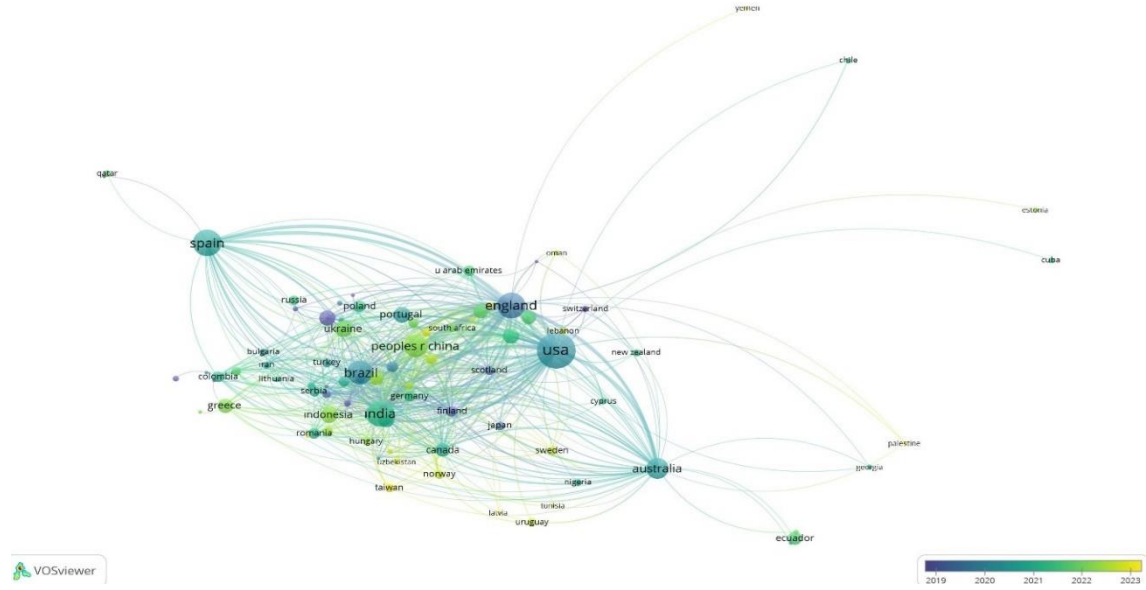 yemen
chile
qatar
estonia
spain
oman
cuba
u arab emirates
russia
poland
england
switzerland
portugal
ukraine
south africa
lebanon
peoples r china
usa
bulgaria
new zealand
iran
turkey
brazil
scotland
colombia
lithuania
serbia
germany
cyprus
greece
indonesia
india
finland
japan
romania
hungary
canada
sweden
palestine
uzbekistan
norway
australia
georgia
taiwan
nigeria
latvia
tunisia
uruguay
ecuador
VOSviewer
2019 2020 2021 2022 2023